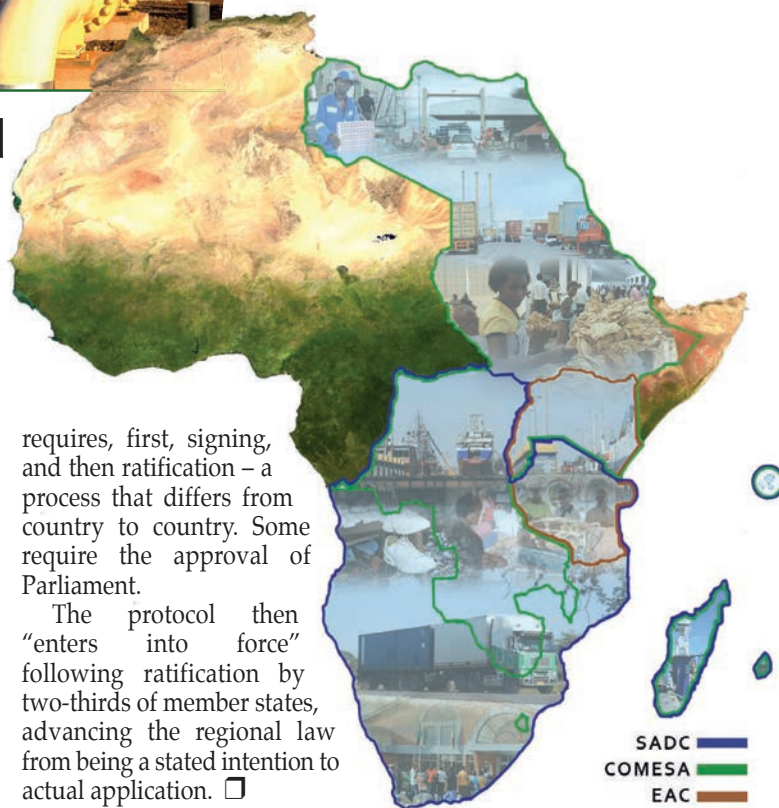 requires, first, signing,
and then ratification – a
process that differs from
country to country. Some
require the approval of
Parliament.
The protocol then
“enters into force”
following ratification by
two-thirds of member states,
advancing the regional law
from being a stated intention to
actual application. ❒
SADC
COMESA
EAC